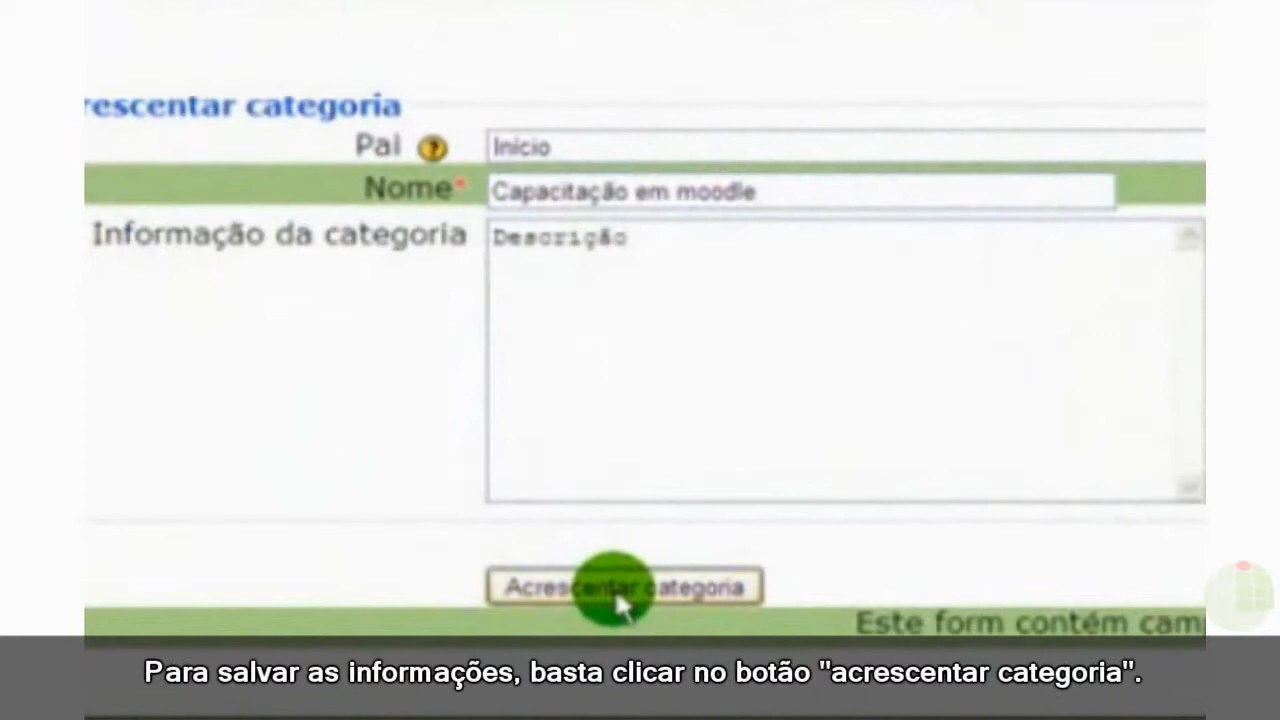 rescentar categoria
Pai ?
Início
Nome*
Capacitação em moodle
Informação da categoria
Descrição
Acrescentar categoria
Este form contém cam
Para salvar as informações, basta clicar no botão "acrescentar categoria".